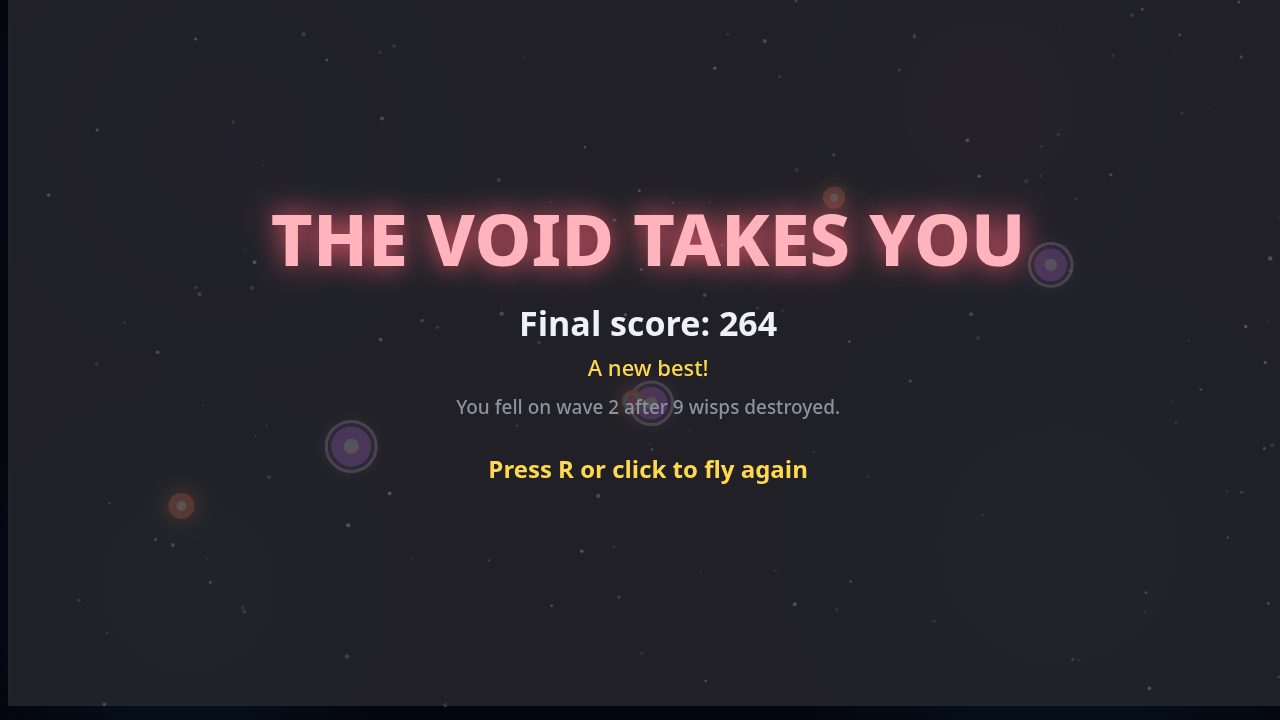 THE VOID TAKES YOU
Final score: 264
A new best!
You fell on wave 2 after 9 wisps destroyed.
Press R or click to fly again